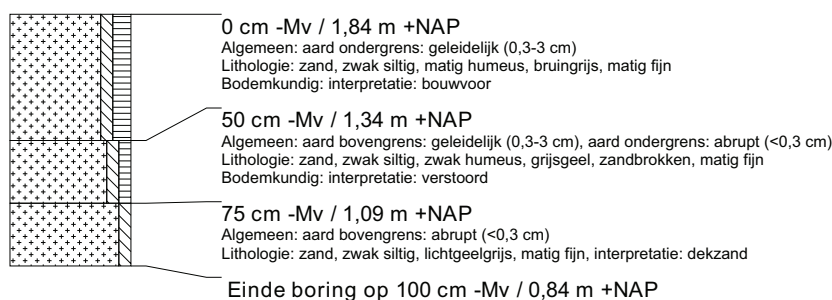 0 cm -Mv / 1,84 m +NAP
Algemeen: aard ondergrens: geleidelijk (0,3-3 cm)
Lithologie: zand, zwak siltig, matig humeus, bruingrijs, matig fijn
Bodemkundig: interpretatie: bouwvoor
50 cm -Mv / 1,34 m +NAP
Algemeen: aard bovengrens: geleidelijk (0,3-3 cm), aard ondergrens: abrupt (<0,3 cm)
Lithologie: zand, zwak siltig, zwak humeus, grijsgeel, zandbrokken, matig fijn
Bodemkundig: interpretatie: verstoord
75 cm -Mv / 1,09 m +NAP
Algemeen: aard bovengrens: abrupt (<0,3 cm)
Lithologie: zand, zwak siltig, lichtgeelgrijs, matig fijn, interpretatie: dekzand
Einde boring op 100 cm -Mv / 0,84 m +NAP